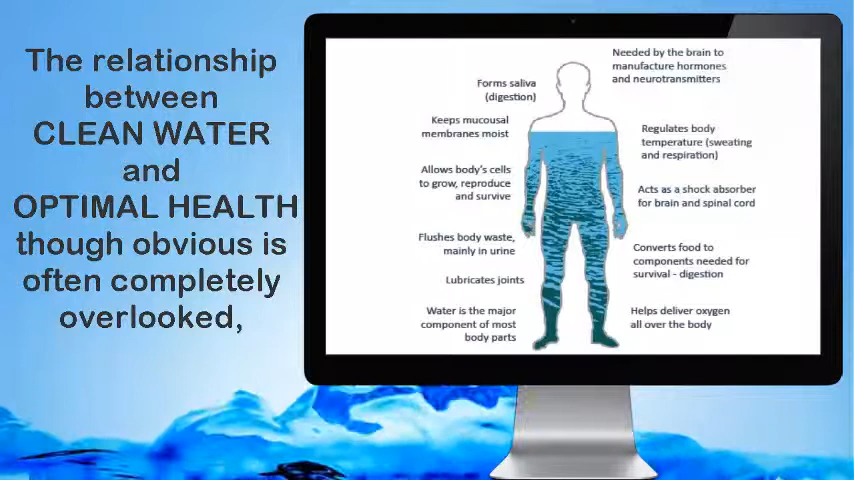 The relationship
between
CLEAN WATER
and
OPTIMAL HEALTH
though obvious is
often completely
overlooked,
Forms saliva
(digestion)
Keeps mucousal
membranes moist
Allows body's cells
to grow, reproduce
and survive
Flushes body waste,
mainly in urine
Lubricates joints
Water is the major
component of most
body parts
Needed by the brain to
manufacture hormones
and neurotransmitters
Regulates body
temperature (sweating
and respiration)
Acts as a shock absorber
for brain and spinal cord
Converts food to
components needed for
survival - digestion
Helps deliver oxygen
all over the body